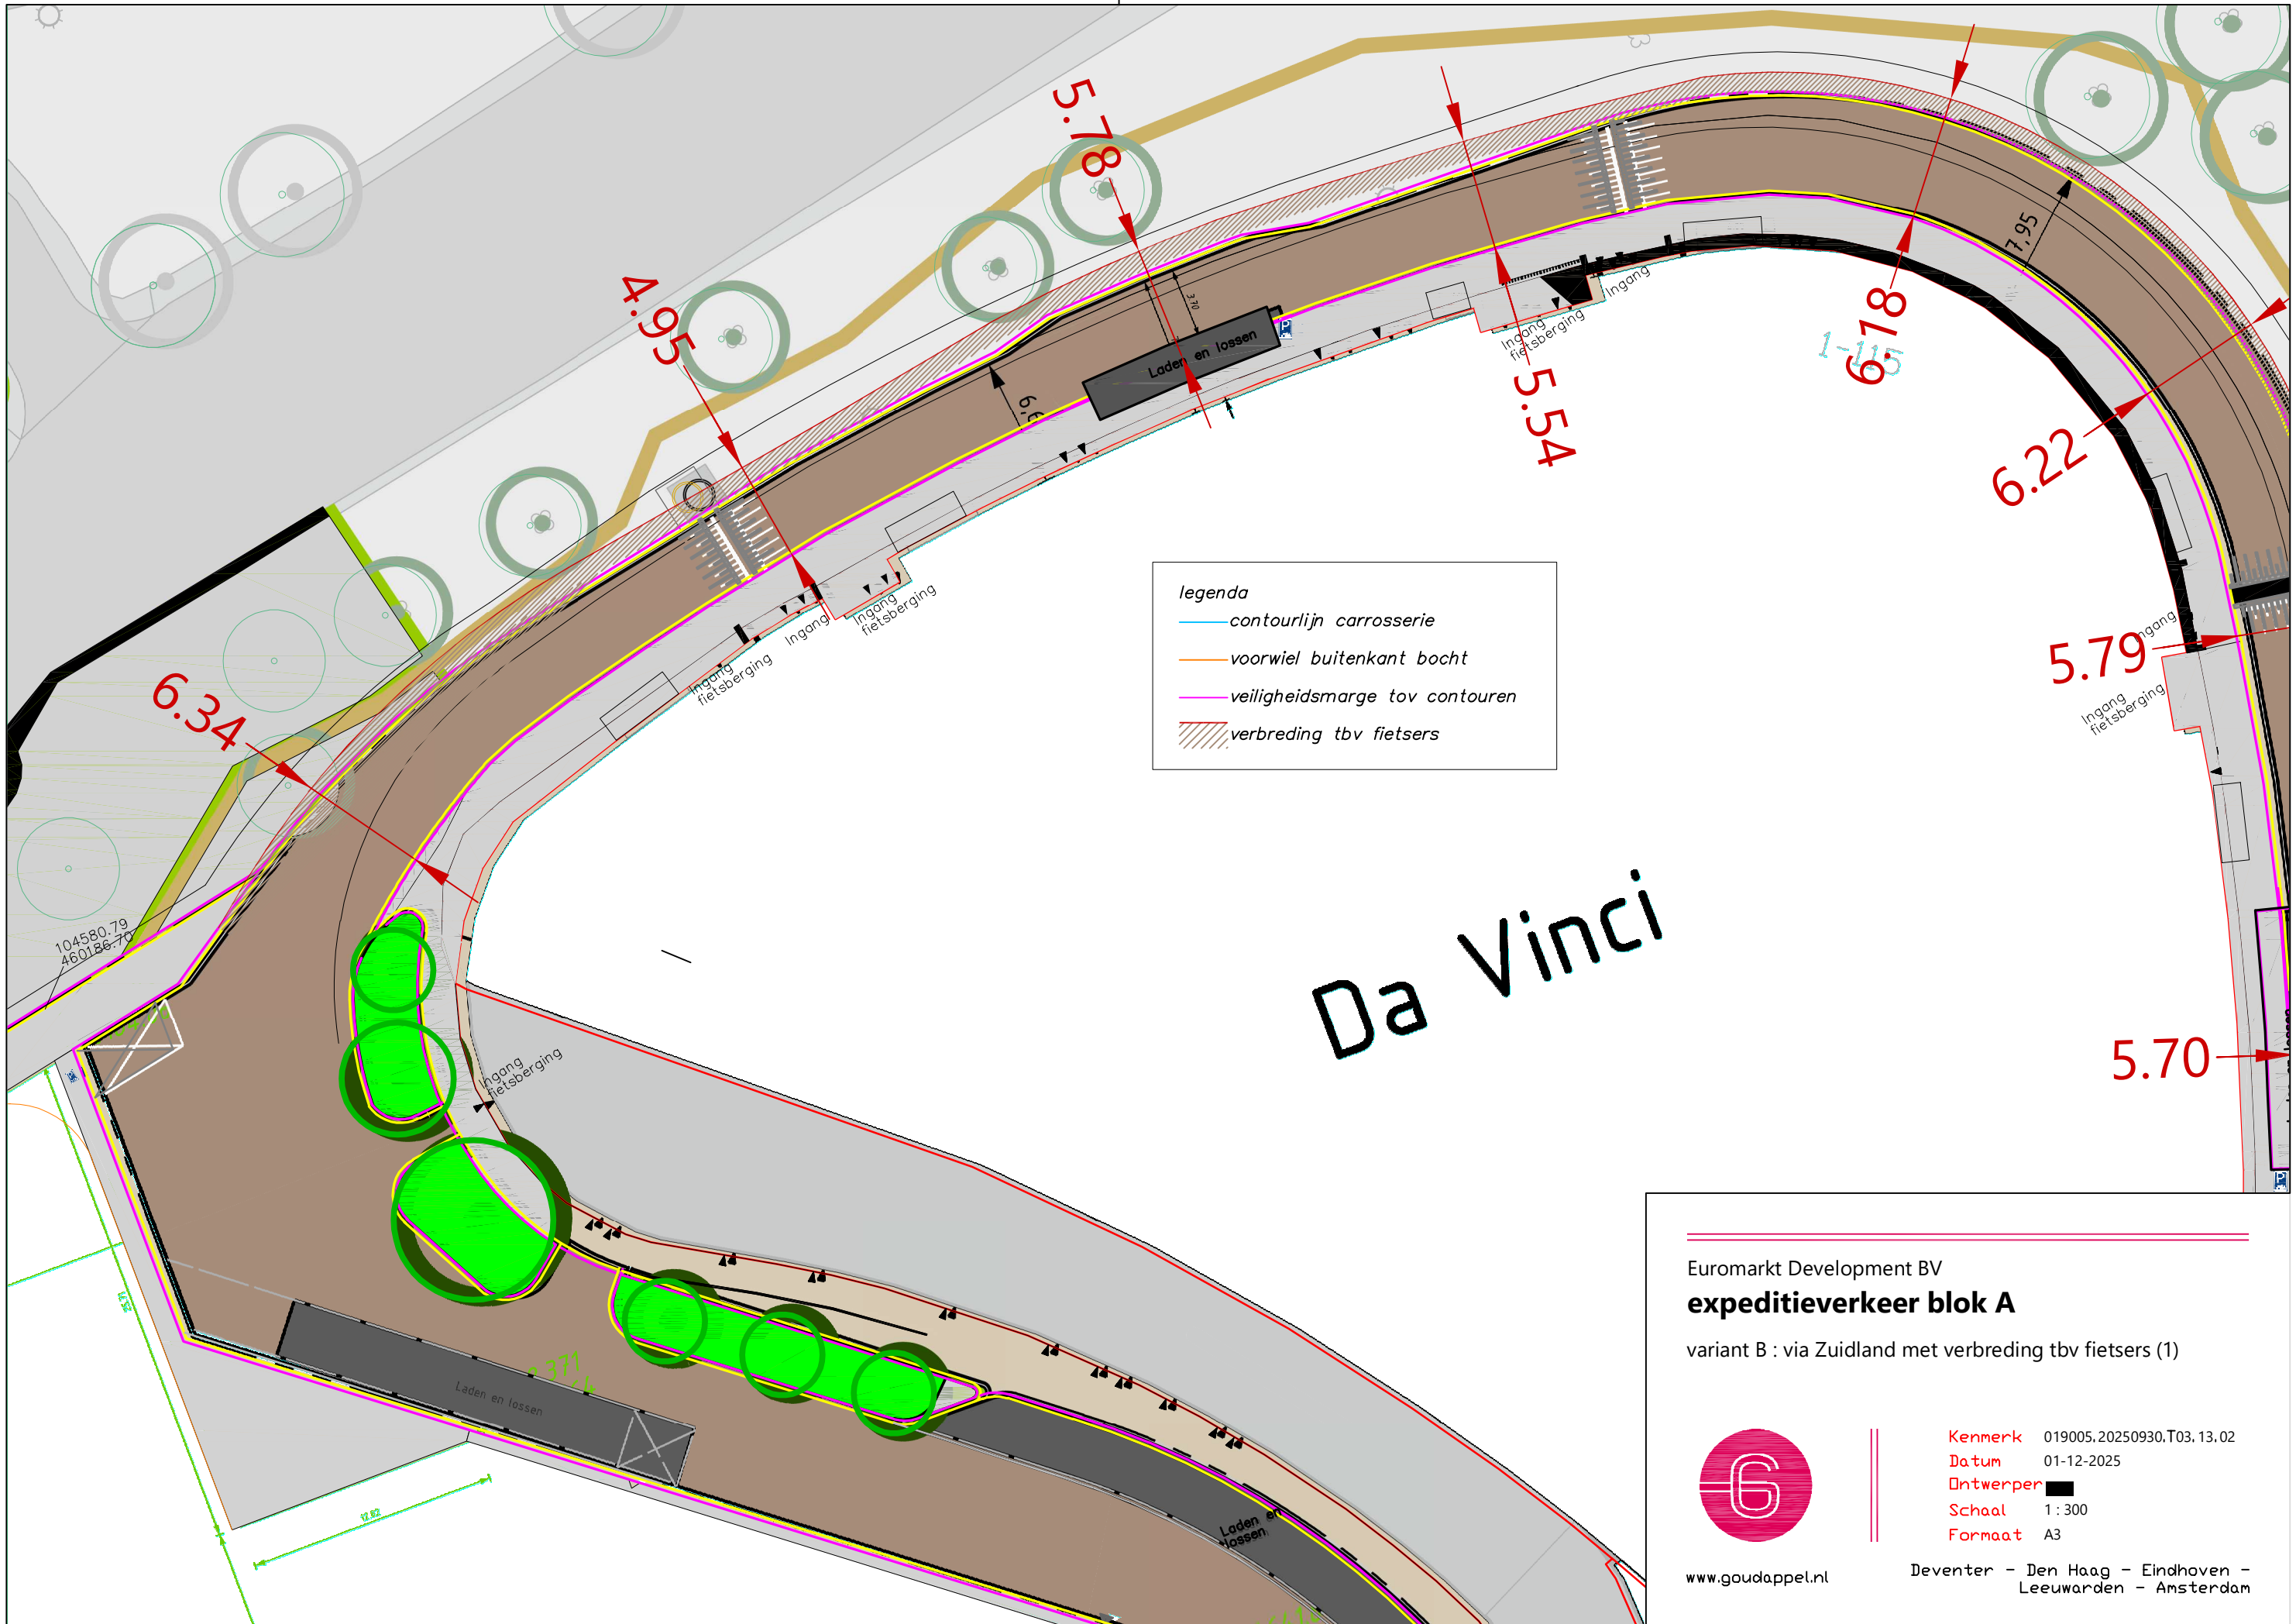 5.78
4.95
5.54
6.18
6.22
6.34
5.79
5.70
7,95
3.70
Laden en lossen
P
1-115
Ingang
Ingang
fietsberging
Ingang
fietsberging
Ingang
Ingang
fietsberging
Ingang
fietsberging
104580.79
460186.70
legenda
contourlijn carrosserie
voorwiel buitenkant bocht
veiligheidsmarge tov contouren
verbreding tbv fietsers
Da Vinci
Ingang
fietsberging
Laden en lossen
12.82
Laden en
lossen
P
Euromarkt Development BV
expeditieverkeer blok A
variant B : via Zuidland met verbreding tbv fietsers (1)
Kenmerk 019005.20250930.T03.13.02
Datum 01-12-2025
Ontwerper
Schaal 1 : 300
Formaat A3
www.goudappel.nl
Deventer - Den Haag - Eindhoven -
Leeuwarden - Amsterdam